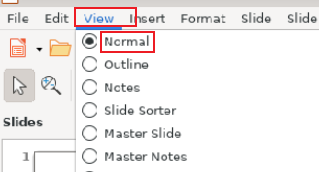 File Edit View Insert Format Slide Slide
Normal
Outline
Notes
Slide Sorter
Master Slide
Master Notes
Slides
1